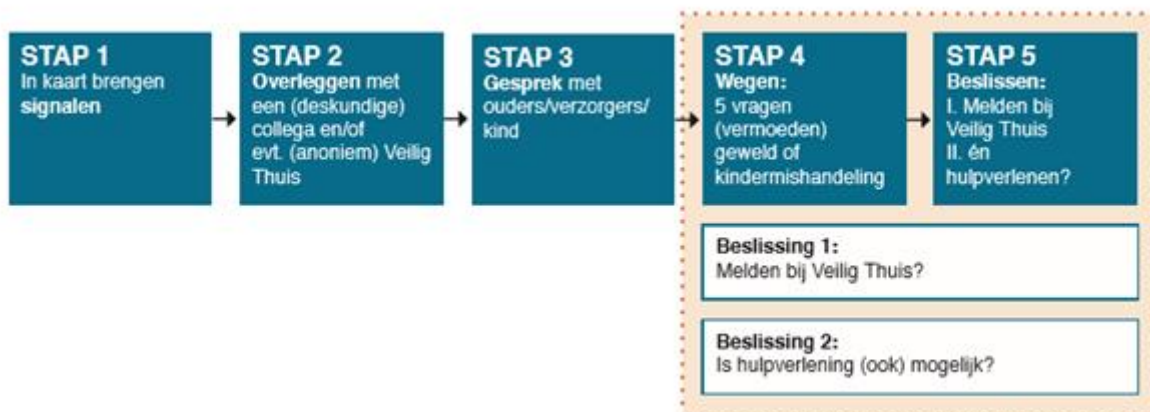 STAP 1
In kaart brengen
signalen
STAP 2
Overleggen met
een (deskundige)
collega en/of
evt. (anoniem) Veilig
Thuis
STAP 3
Gesprek met
ouders/verzorgers/
kind
STAP 4
Wegen:
5 vragen
(vermoeden)
geweld of
kindermishandeling
STAP 5
Beslissen:
I. Melden bij
Veilig Thuis
II. én
hulpverlenen?
Beslissing 1:
Melden bij Veilig Thuis?
Beslissing 2:
Is hulpverlening (ook) mogelijk?